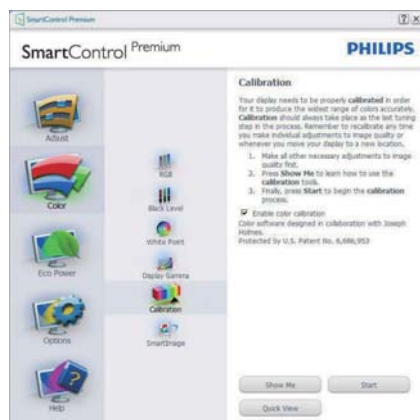 SmartControl Premium
SmartControl Premium
PHILIPS
Adjust
Color
Eco Power
Options
Help
RGB
Black Level
White Point
Display Gamma
Calibration
SmartImage
Calibration
Your display needs to be properly calibrated in order
for it to produce the widest range of colors accurately.
Calibration should always take place as the last tuning
step in the process. Remember to recalibrate any time
you make individual adjustments to image quality or
whenever you move your display to a new location.
1. Make all other necessary adjustments to image
quality first.
2. Press Show Me to learn how to use the
calibration tools.
3. Finally, press Start to begin the calibration
process.
Enable color calibration
Color software designed in collaboration with Joseph
Holmes.
Protected by U.S. Patent No. 6,686,953
Show Me
Start
Quick View